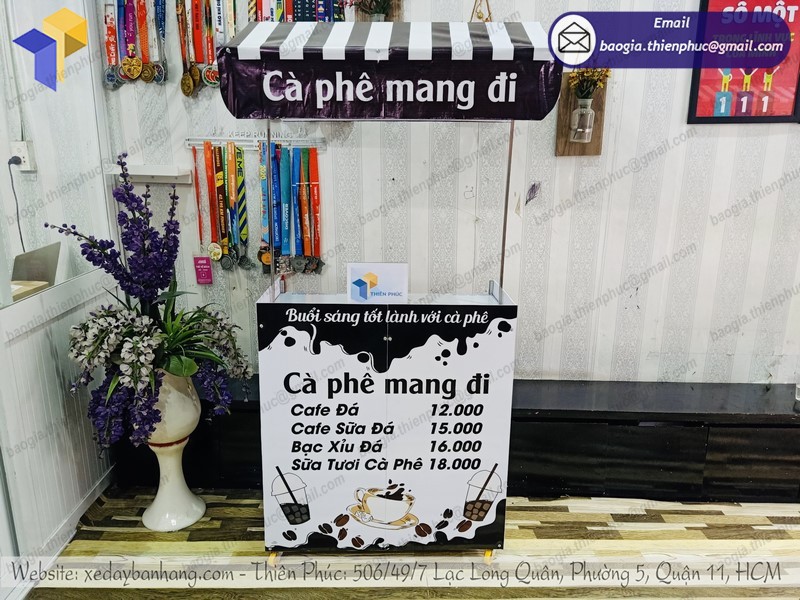 Email
baogia.thienphuc@gmail.com
SỐ MỘT
Cà phê mang đi
KEEP RUNNING
THIÊN PHÚC
Buổi sáng tốt lành với cà phê
Cà phê mang đi
Cafe Đá 12.000
Cafe Sữa Đá 15.000
Bạc Xỉu Đá 16.000
Sữa Tươi Cà Phê 18.000
Website: xedaybanhang.com - Thiên Phúc: 506/49/7 Lạc Long Quân, Phường 5, Quận 11, HCM